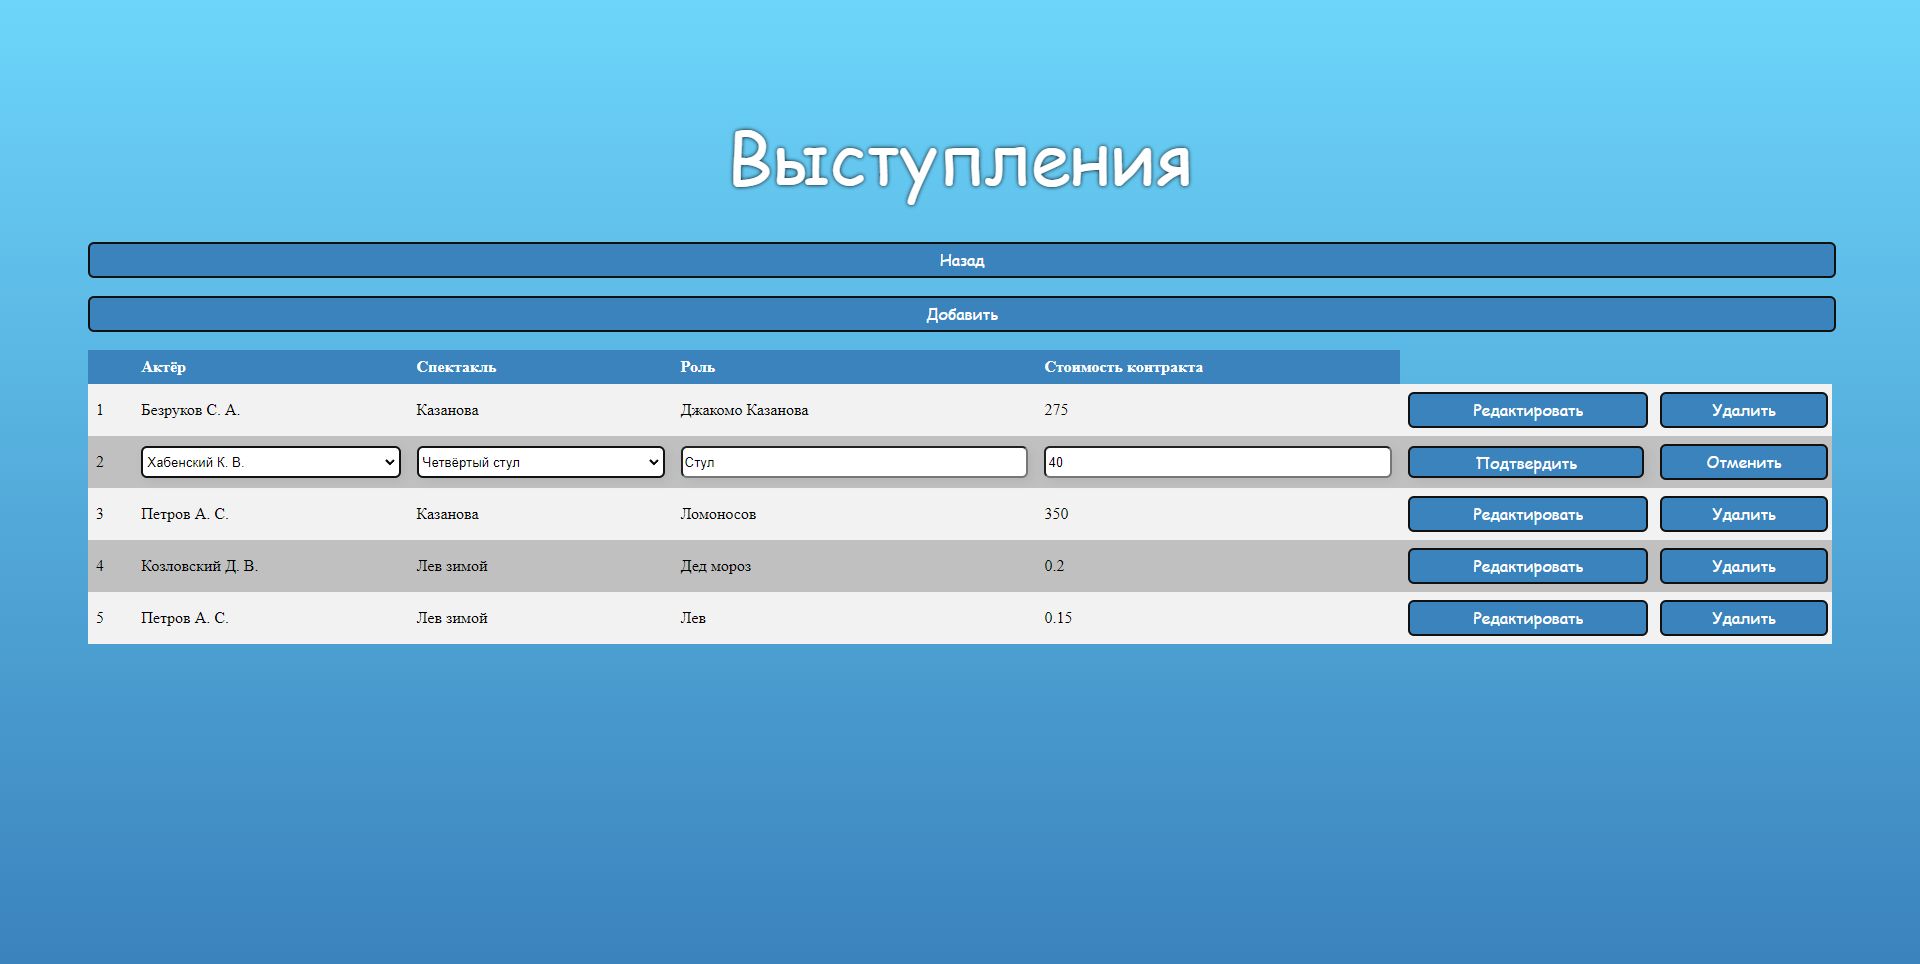 Выступления
Назад
Добавить
Актёр Спектакль Роль Стоимость контракта
1 Безруков С. А. Казанова Джакомо Казанова 275 Редактировать Удалить
2 Хабенский К. В. Четвёртый стул Стул 40 Подтвердить Отменить
3 Петров А. С. Казанова Ломоносов 350 Редактировать Удалить
4 Козловский Д. В. Лев зимой Дед мороз 0.2 Редактировать Удалить
5 Петров А. С. Лев зимой Лев 0.15 Редактировать Удалить